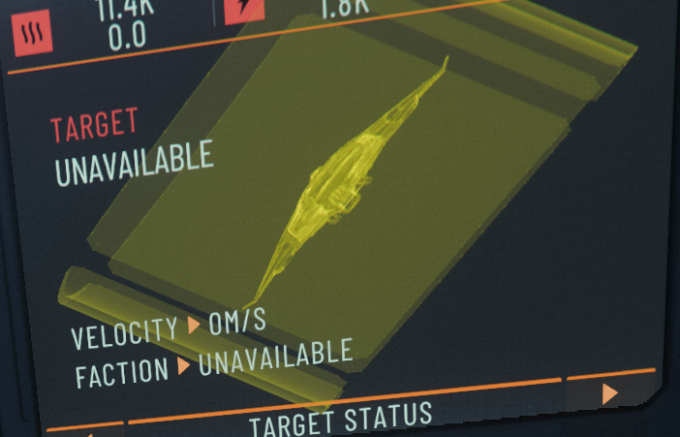 11.4K 1.8K
0.0
TARGET
UNAVAILABLE
VELOCITY ▶ 0M/S
FACTION ▶ UNAVAILABLE
TARGET STATUS